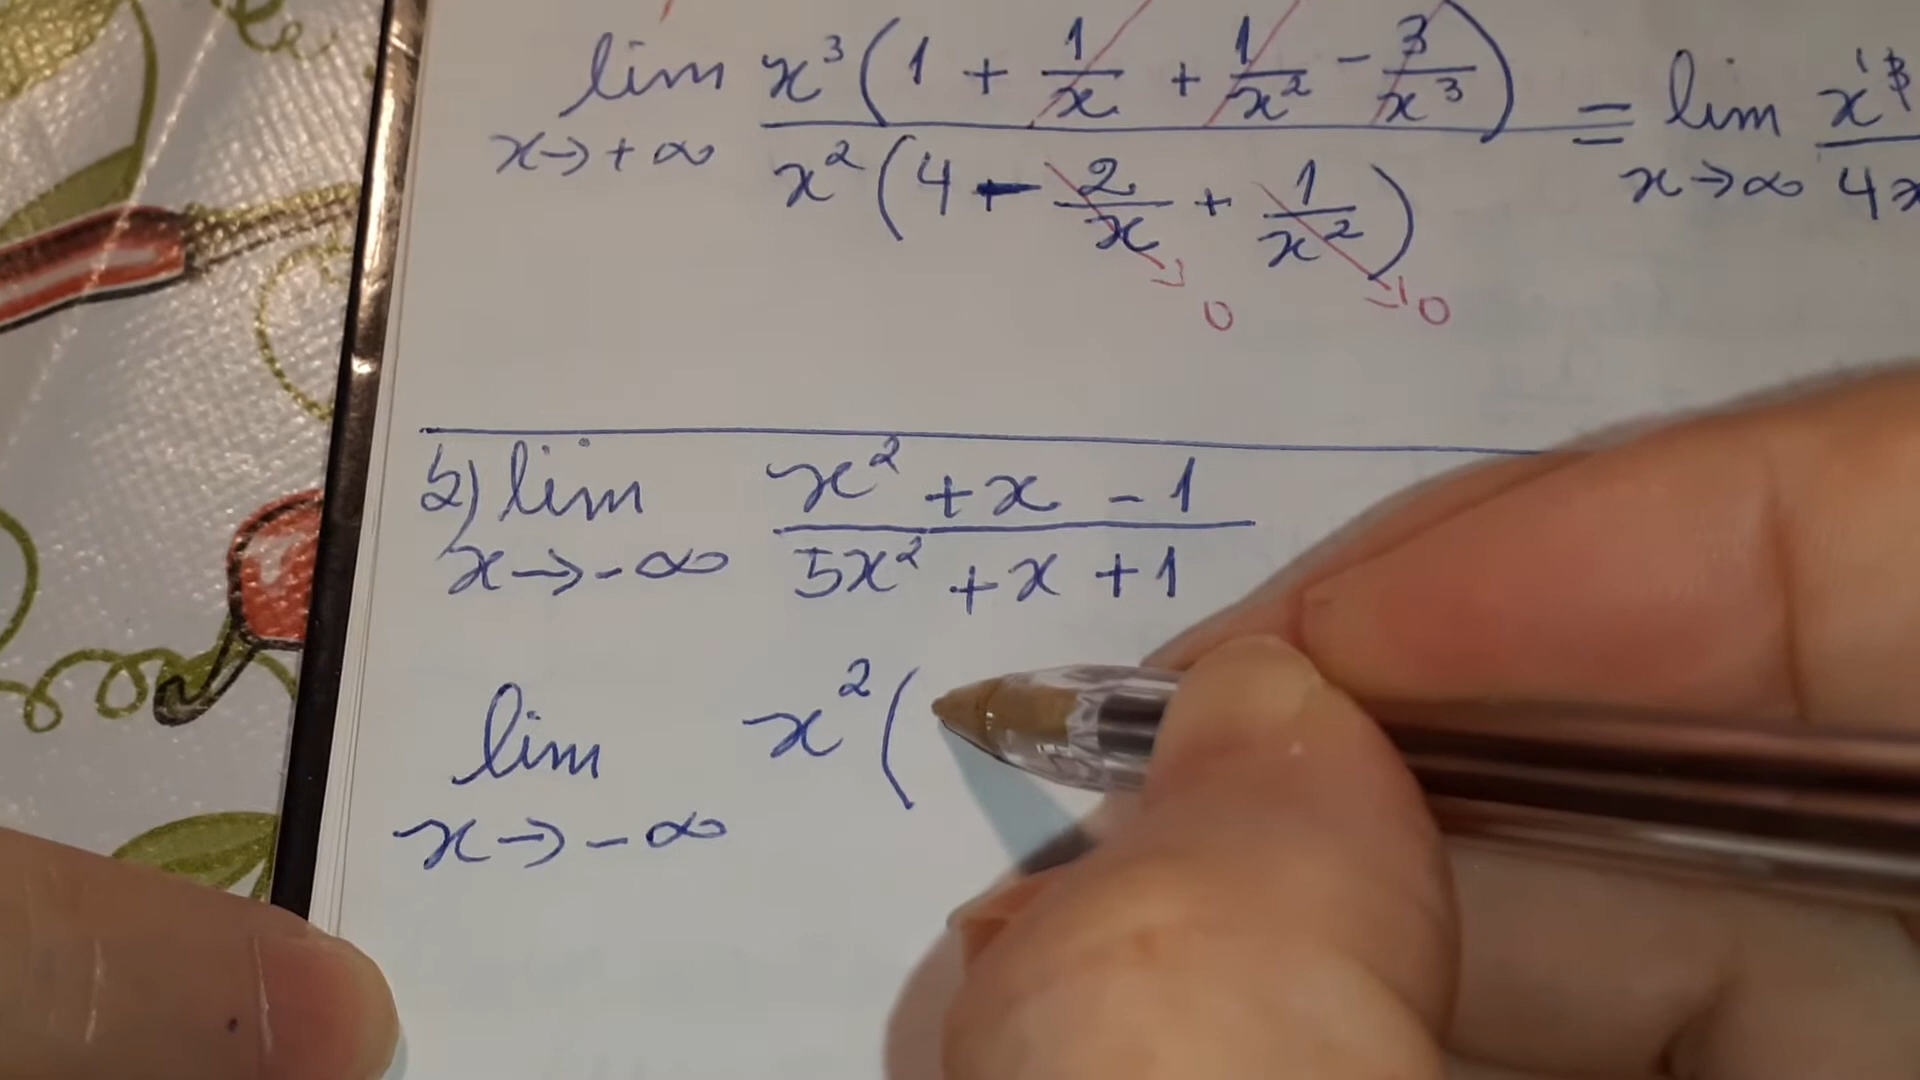 lim x→+∞ x³(1 + 1/x + 1/x² - 3/x³) / x²(4 - 2/x + 1/x²) = lim x→∞ x¹ / 4x
0 0
b) lim x→-∞ x² + x - 1 / 5x² + x + 1
lim x→-∞ x²(